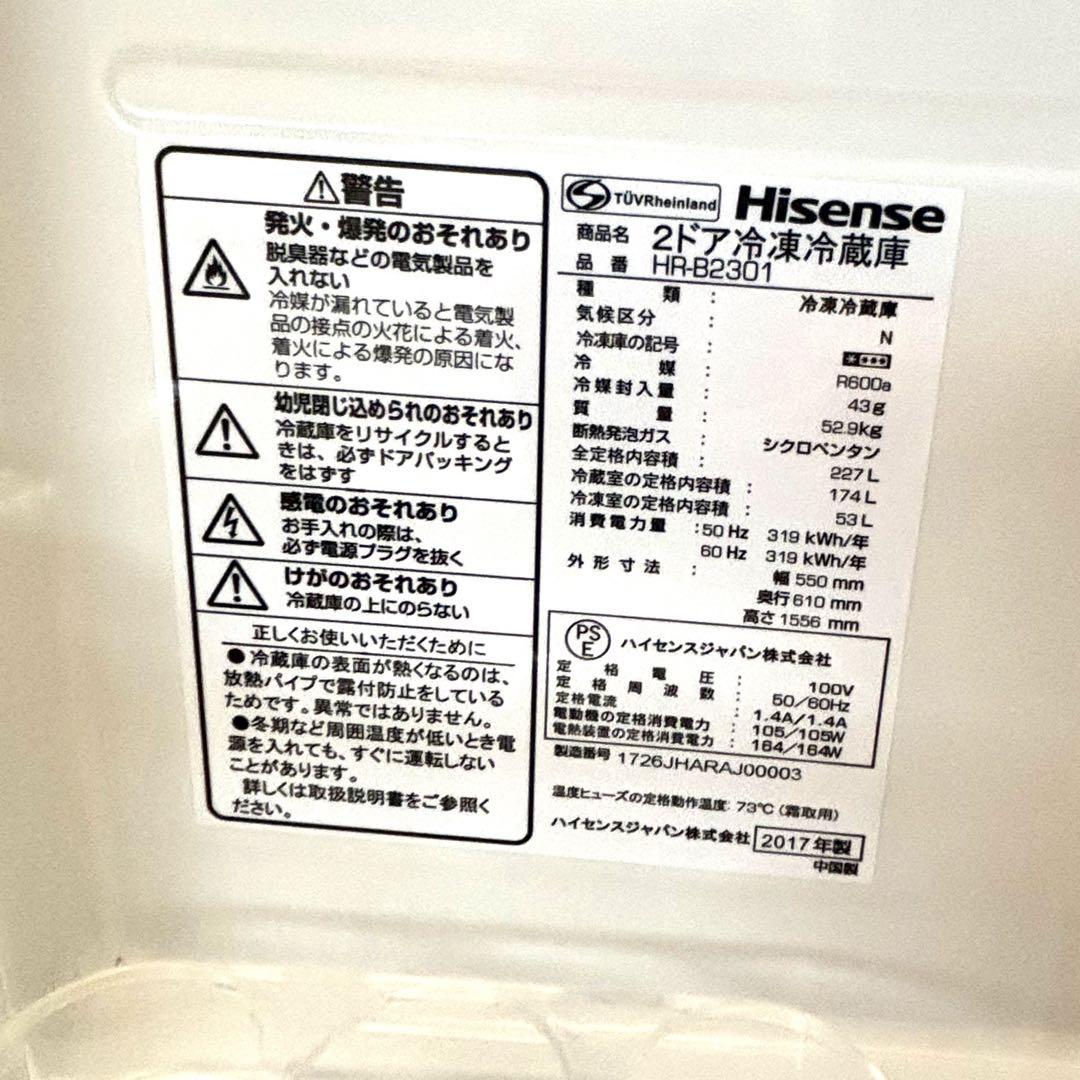 ⚠警告
発火・爆発のおそれあり
脱臭器などの電気製品を
入れない
冷媒が漏れていると電気製
品の接点の火花による着火、
着火による爆発の原因にな
ります。
幼児閉じ込められのおそれあり
冷蔵庫をリサイクルすると
きは、必ずドアパッキング
をはずす
感電のおそれあり
お手入れの際は、
必ず電源プラグを抜く
けがのおそれあり
冷蔵庫の上にのらない
正しくお使いいただくために
●冷蔵庫の表面が熱くなるのは、
放熱パイプで露付防止をしている
ためです。異常ではありません。
●冬期など周囲温度が低いとき電
源を入れても、すぐに運転しない
ことがあります。
詳しくは取扱説明書をご参照く
ださい。
TÜVRheinland Hisense
商品名 2ドア冷凍冷蔵庫
品番 HR-B2301
種類 : 冷凍冷蔵庫
気候区分 : N
冷凍庫の記号 : ****​*
冷媒 : R600a
冷媒封入量 : 43g
質量 : 52.9kg
断熱発泡ガス : シクロペンタン
全定格内容積 : 227L
冷蔵室の定格内容積 : 174L
冷凍室の定格内容積 : 53L
消費電力量 : 50Hz 319kWh/年
60Hz 319kWh/年
外形寸法 : 幅 550 mm
奥行 610 mm
高さ 1556 mm
PSE ハイセンスジャパン株式会社
定格電圧 : 100V
定格周波数 : 50/60Hz
定格電流 : 1.4A/1.4A
電動機の定格消費電力 : 105/105W
電熱装置の定格消費電力 : 164/164W
製造番号 1726JHARAJ00003
温度ヒューズの定格動作温度: 73℃(霜取用)
ハイセンスジャパン株式会社 2017年製
中国製